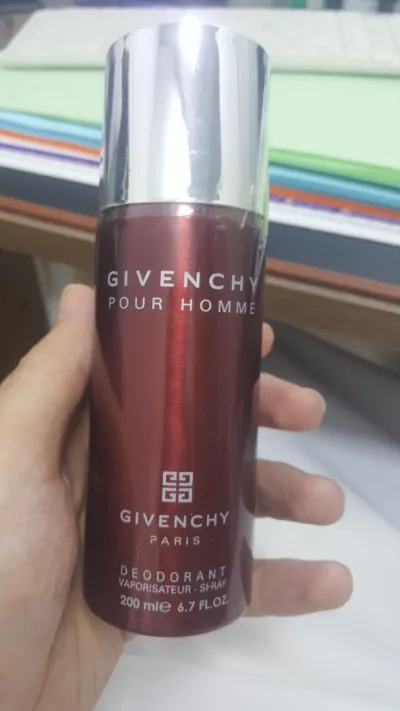 GIVENCHY
POUR HOMME
GIVENCHY
PARIS
DEODORANT
VAPORISATEUR - SPRAY
200 ml e 6.7 FL.OZ.